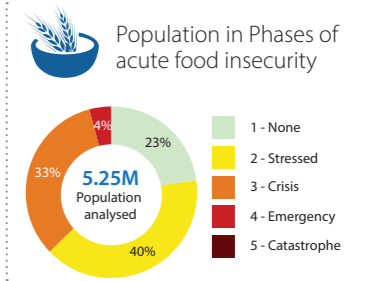 Population in Phases of
acute food insecurity
4%
23%
33%
5.25M
Population
analysed
40%
1 - None
2 - Stressed
3 - Crisis
4 - Emergency
5 - Catastrophe